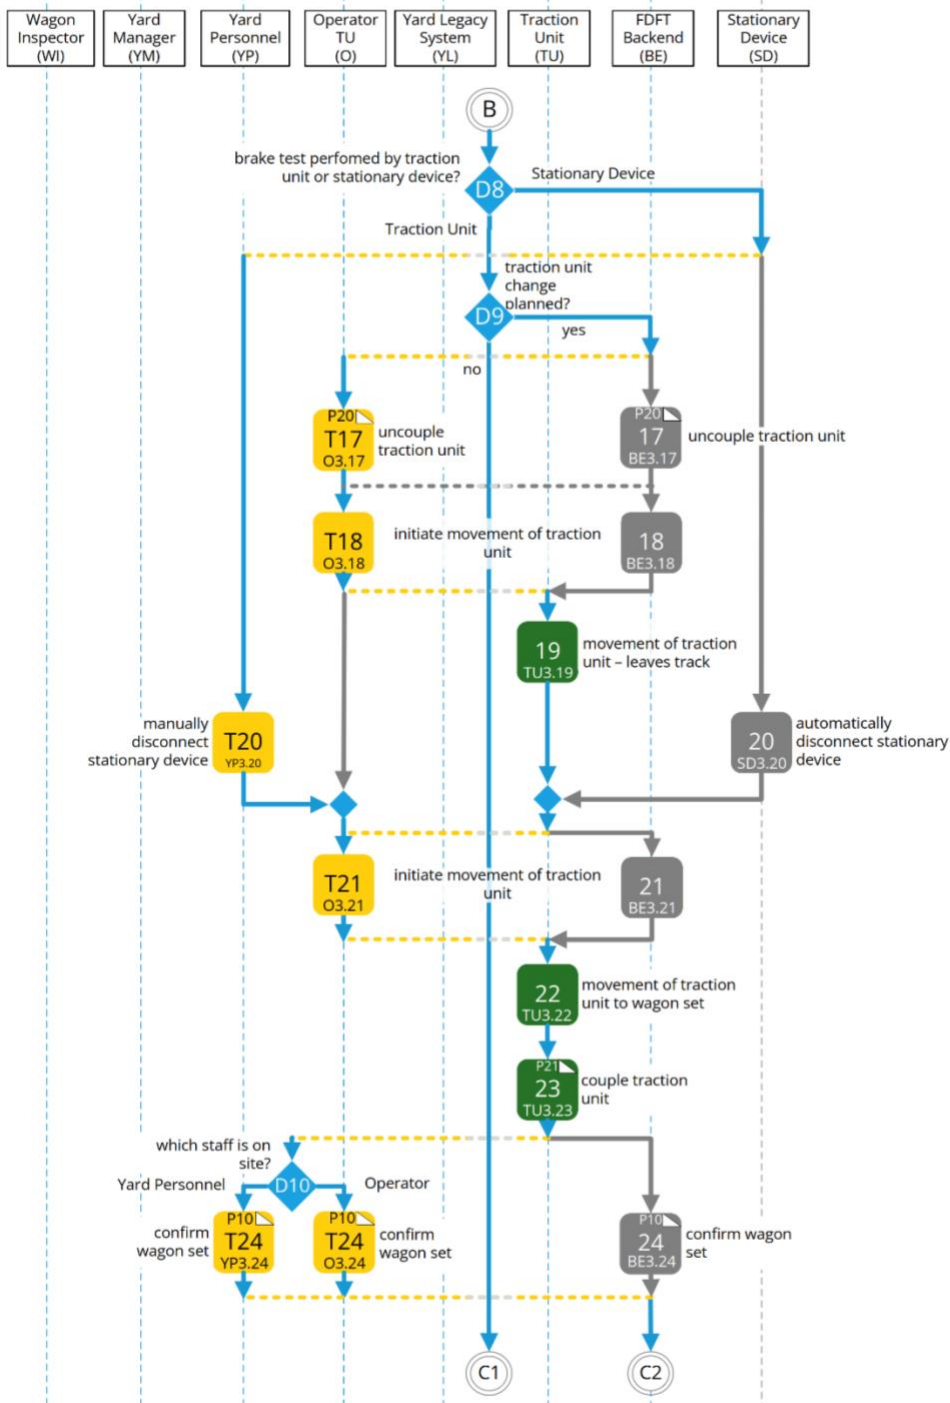 Wagon
Inspector
(WI)
Yard
Manager
(YM)
Yard
Personnel
(YP)
Operator
TU
(O)
Yard Legacy
System
(YL)
Traction
Unit
(TU)
FDFT
Backend
(BE)
Stationary
Device
(SD)
B
brake test perfomed by traction
unit or stationary device?
D8
Stationary Device
Traction Unit
traction unit
change
planned?
D9
yes
no
P20
T17
O3.17
uncouple
traction unit
P20
17
BE3.17
uncouple traction unit
T18
O3.18
initiate movement of traction
unit
18
BE3.18
19
TU3.19
movement of traction
unit – leaves track
manually
disconnect
stationary device
T20
YP3.20
20
SD3.20
automatically
disconnect stationary
device
T21
O3.21
initiate movement of traction
unit
21
BE3.21
22
TU3.22
movement of traction
unit to wagon set
P21
23
TU3.23
couple traction
unit
which staff is on
site?
D10
Yard Personnel
Operator
confirm
wagon set
P10
T24
YP3.24
P10
T24
O3.24
confirm
wagon set
P10
24
BE3.24
confirm wagon
set
C1
C2